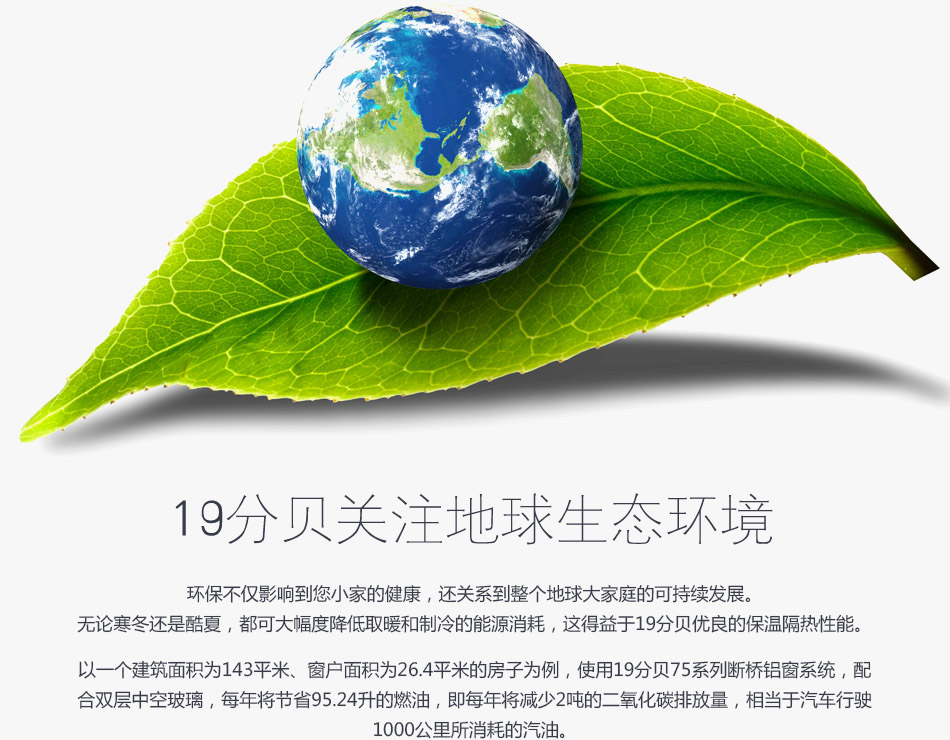 19分贝关注地球生态环境
环保不仅影响到您小家的健康，还关系到整个地球大家庭的可持续发展。
无论寒冬还是酷夏，都可大幅度降低取暖和制冷的能源消耗，这得益于19分贝优良的保温隔热性能。
以一个建筑面积为143平米、窗户面积为26.4平米的房子为例，使用19分贝75系列断桥铝窗系统，配
合双层中空玻璃，每年将节省95.24升的燃油，即每年将减少2吨的二氧化碳排放量，相当于汽车行驶
1000公里所消耗的汽油。